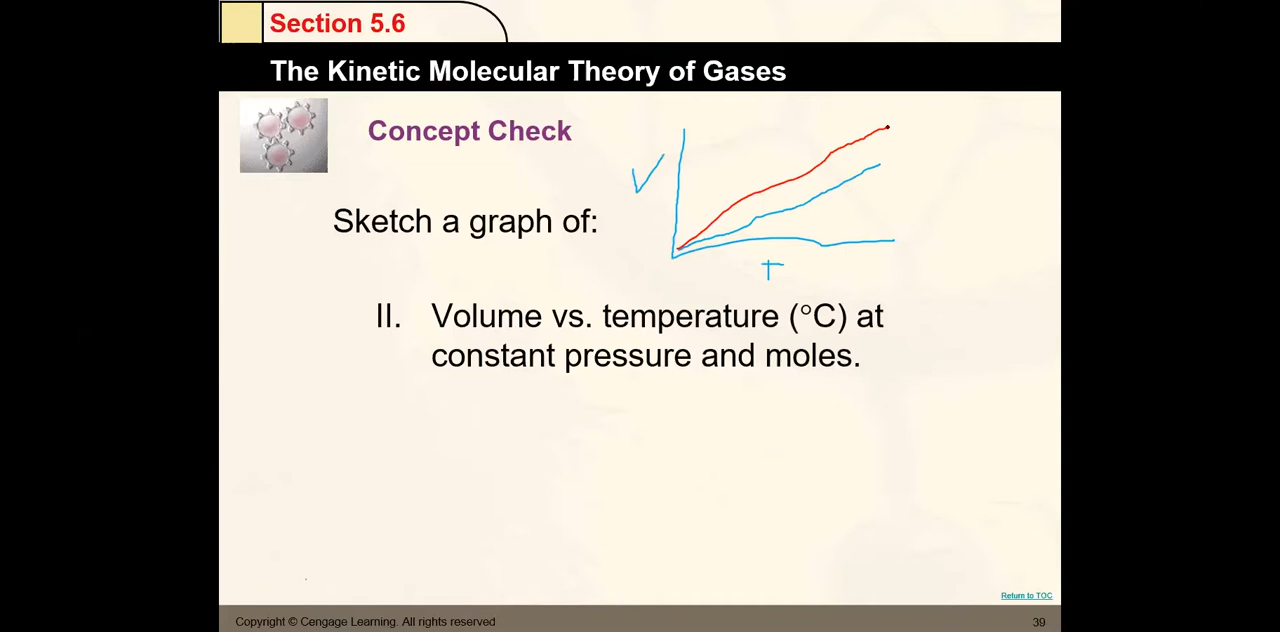 Section 5.6
The Kinetic Molecular Theory of Gases
Concept Check
V
Sketch a graph of:
T
II. Volume vs. temperature (°C) at
constant pressure and moles.
Return to TOC
Copyright © Cengage Learning. All rights reserved
39